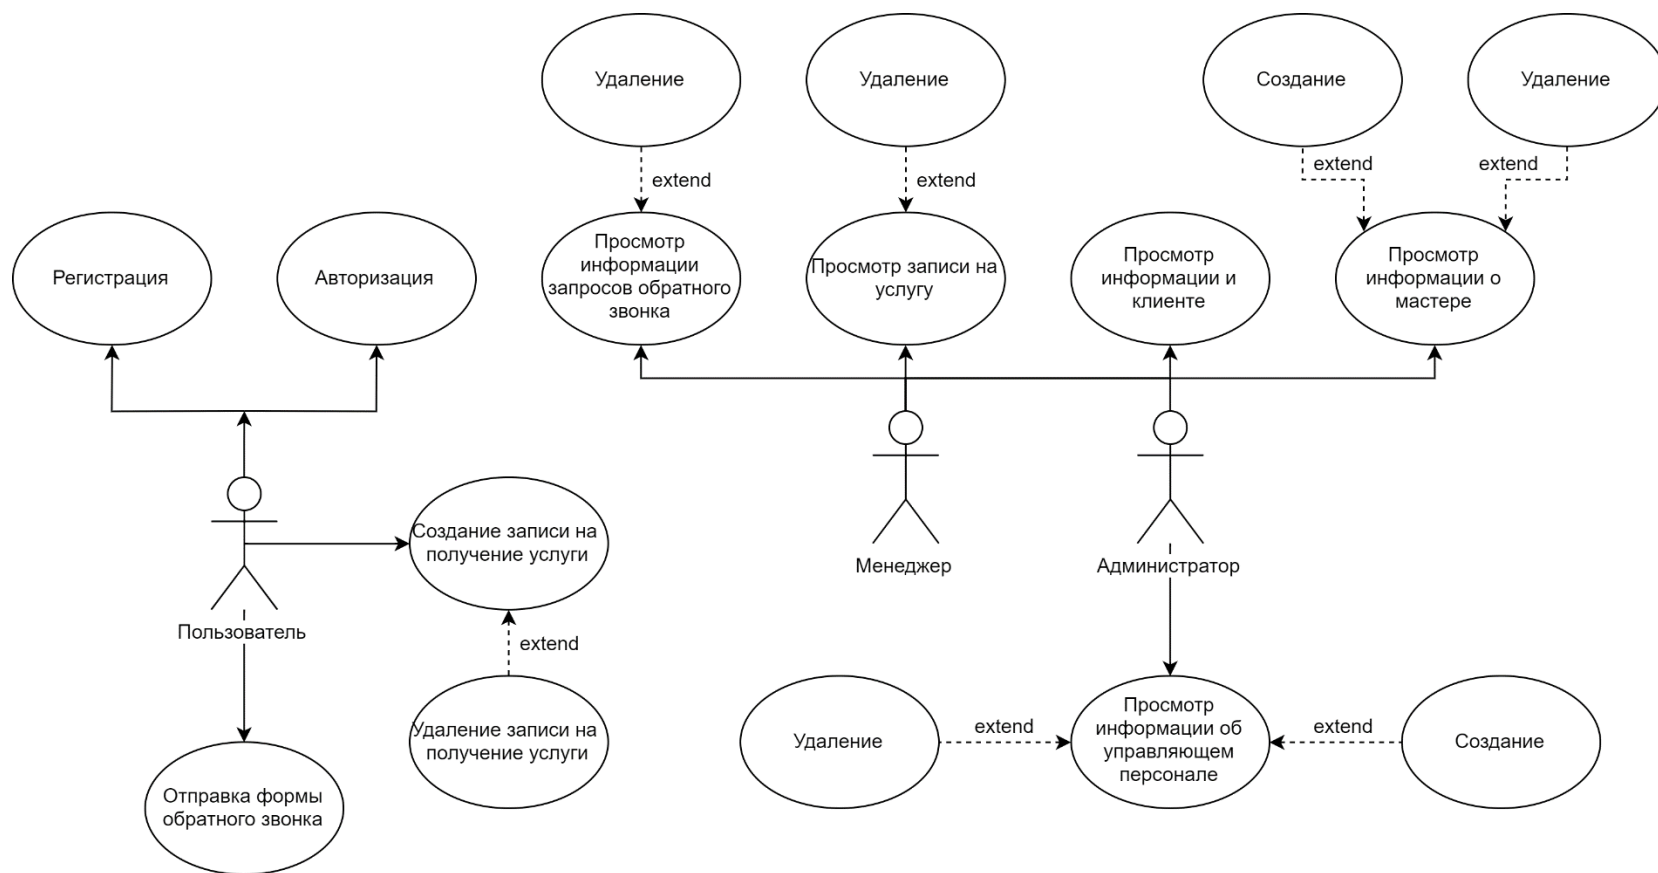 Удаление
Удаление
Создание
Удаление
extend
extend
extend
extend
Регистрация
Авторизация
Просмотр
информации
запросов обратного
звонка
Просмотр записи на
услугу
Просмотр
информации и
клиенте
Просмотр
информации о
мастере
Создание записи на
получение услуги
Менеджер
Администратор
Пользователь
extend
Удаление записи на
получение услуги
Удаление
extend
Просмотр
информации об
управляющем
персонале
extend
Создание
Отправка формы
обратного звонка